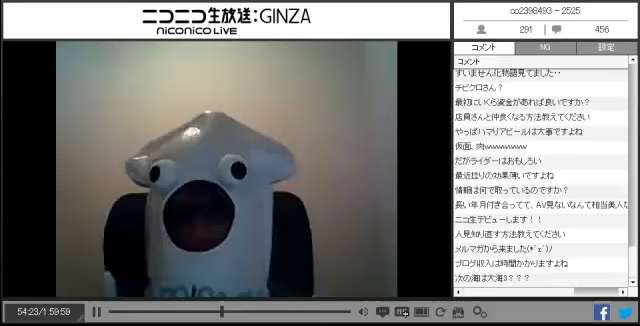 ニコニコ生放送:GINZA
niconico LIVE
co2398493 - 2525
291 456
コメント NG 設定
コメント
すいません化物語見てました‥
チビクロさん?
最初にいくら資金があれば良いですか?
店員さんと仲良くなる方法教えてください
やっぱハマリアピールは大事ですよね
仮面、肉wwwwwwww
だがライダーはおもしろい
最近捻りの効果薄いですよね
情報は何で取っているのですか?
長い年月付き合ってて、AV見ないなんて相当美人な
ニコ生デビューします!!
人見知り直す方法教えてください
メルマガから来ました(*´ε`)ノ
ブログ収入は時間かかりますよね
次の海は大海3???
54:23/1:59:59